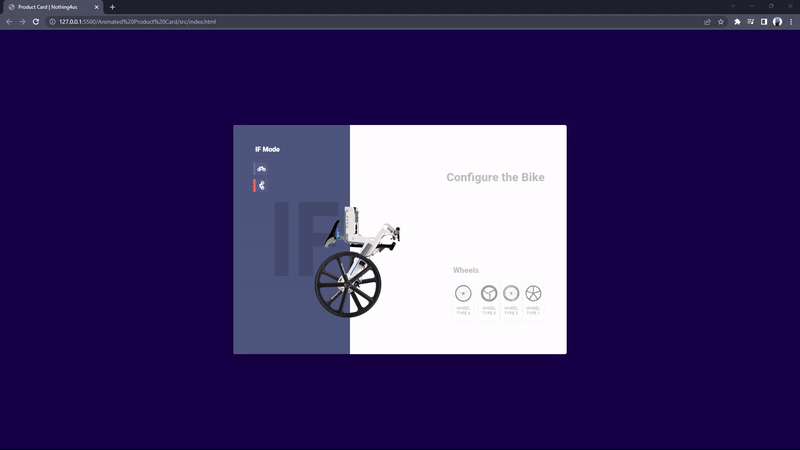 Product Card | Nothing4us
127.0.0.1:5500/Animated%20Product%20Card/src/index.html
IF Mode
Configure the Bike
IF
Wheels
WHEEL
TYPE 4
WHEEL
TYPE 3
WHEEL
TYPE 2
WHEEL
TYPE 1